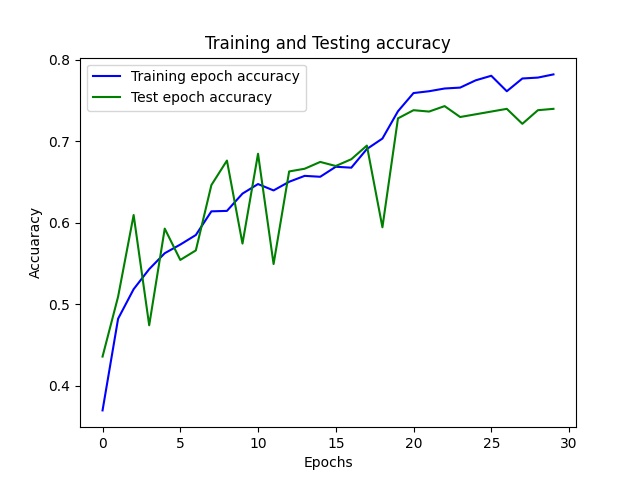 Training and Testing accuracy
Training epoch accuracy
Test epoch accuracy
0.8
0.7
0.6
0.5
0.4
Accuaracy
0
5
10
15
20
25
30
Epochs